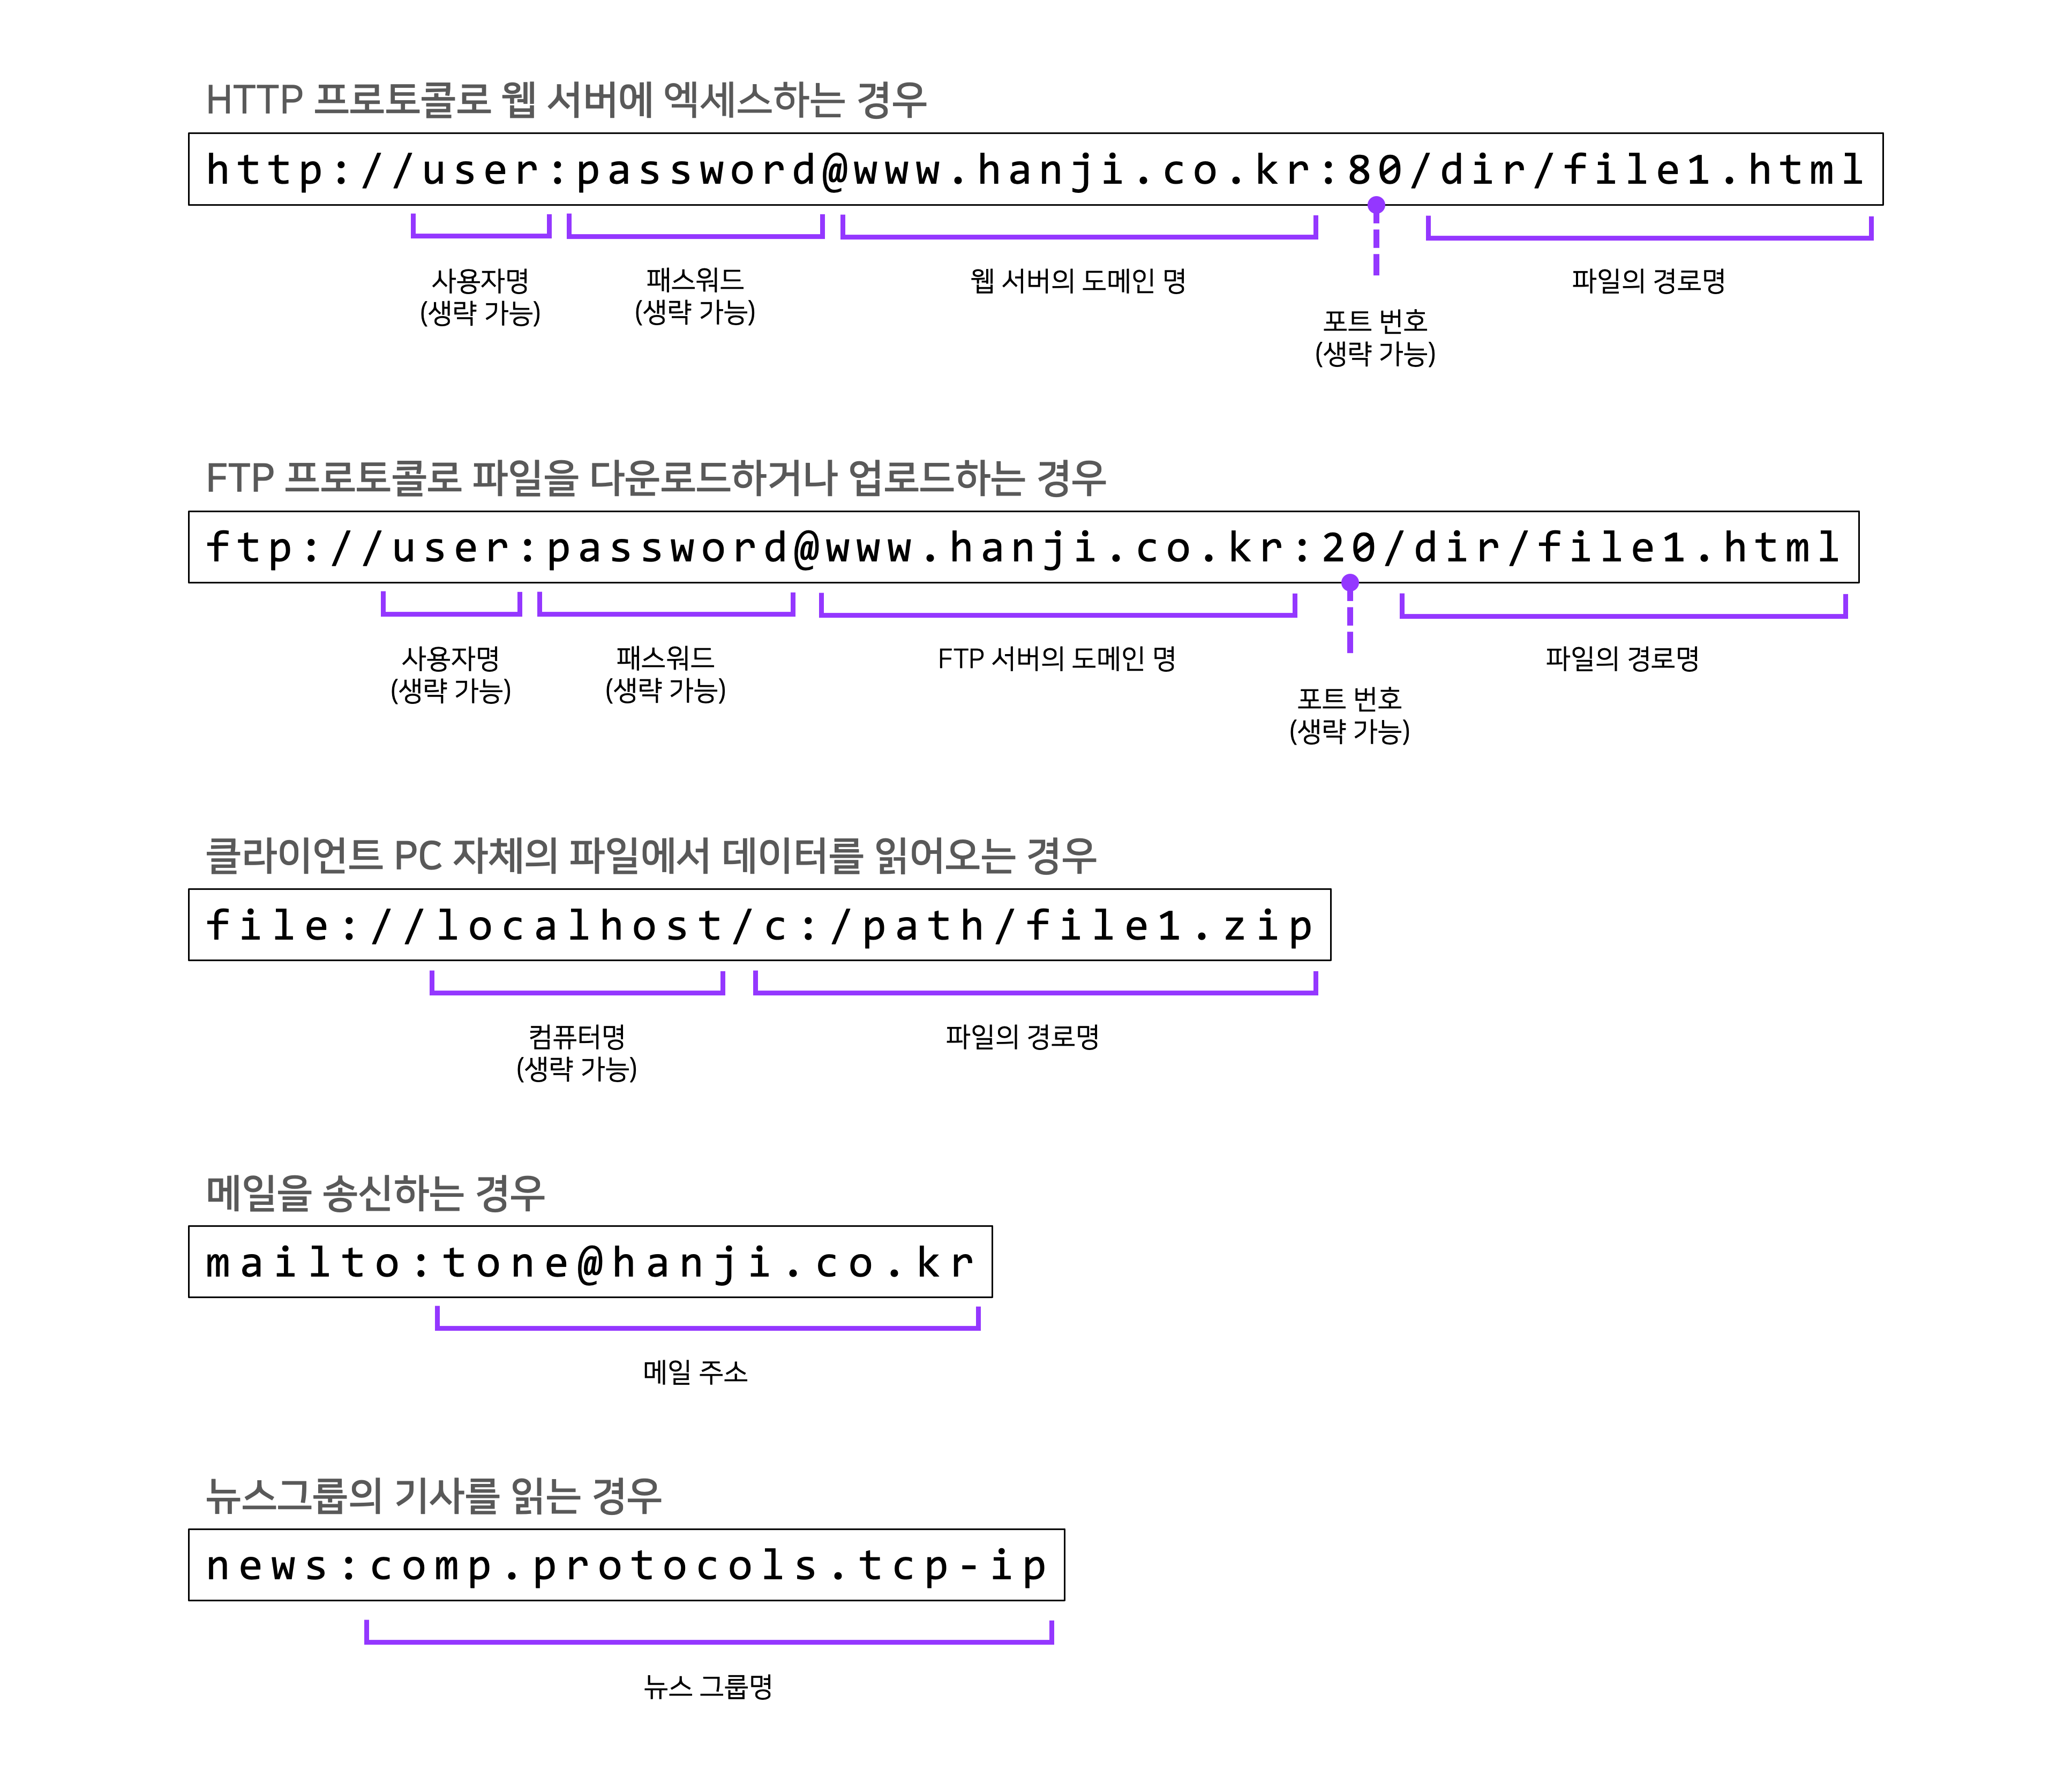 HTTP 프로토콜로 웹 서버에 엑세스하는 경우
http://user:password@www.hanji.co.kr:80/dir/file1.html
사용자명
(생략 가능)
패스워드
(생략 가능)
웹 서버의 도메인 명
포트 번호
(생략 가능)
파일의 경로명
FTP 프로토콜로 파일을 다운로드하거나 업로드하는 경우
ftp://user:password@www.hanji.co.kr:20/dir/file1.html
사용자명
(생략 가능)
패스워드
(생략 가능)
FTP 서버의 도메인 명
포트 번호
(생략 가능)
파일의 경로명
클라이언트 PC 자체의 파일에서 데이터를 읽어오는 경우
file://localhost/c:/path/file1.zip
컴퓨터명
(생략 가능)
파일의 경로명
메일을 송신하는 경우
mailto:tone@hanji.co.kr
메일 주소
뉴스그룹의 기사를 읽는 경우
news:comp.protocols.tcp-ip
뉴스 그룹명